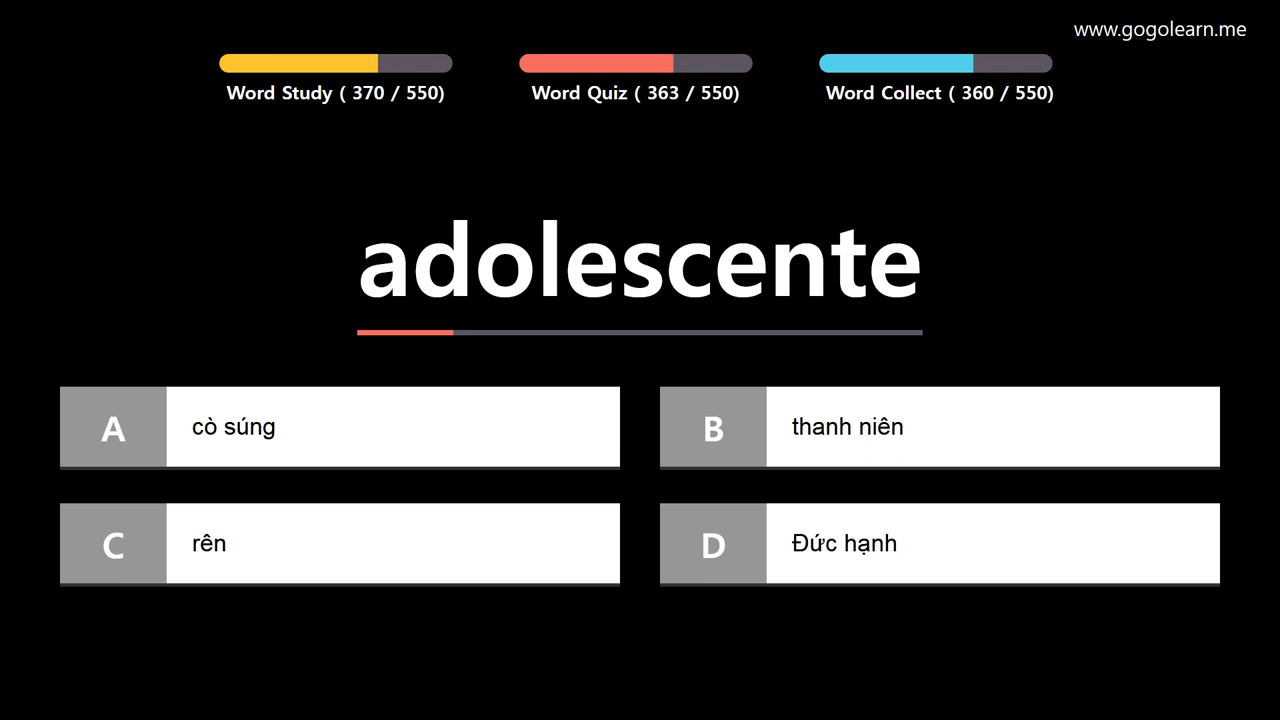 www.gogolearn.me
Word Study ( 370 / 550)
Word Quiz ( 363 / 550)
Word Collect ( 360 / 550)
adolescente
A
cò súng
B
thanh niên
C
rên
D
Đức hạnh